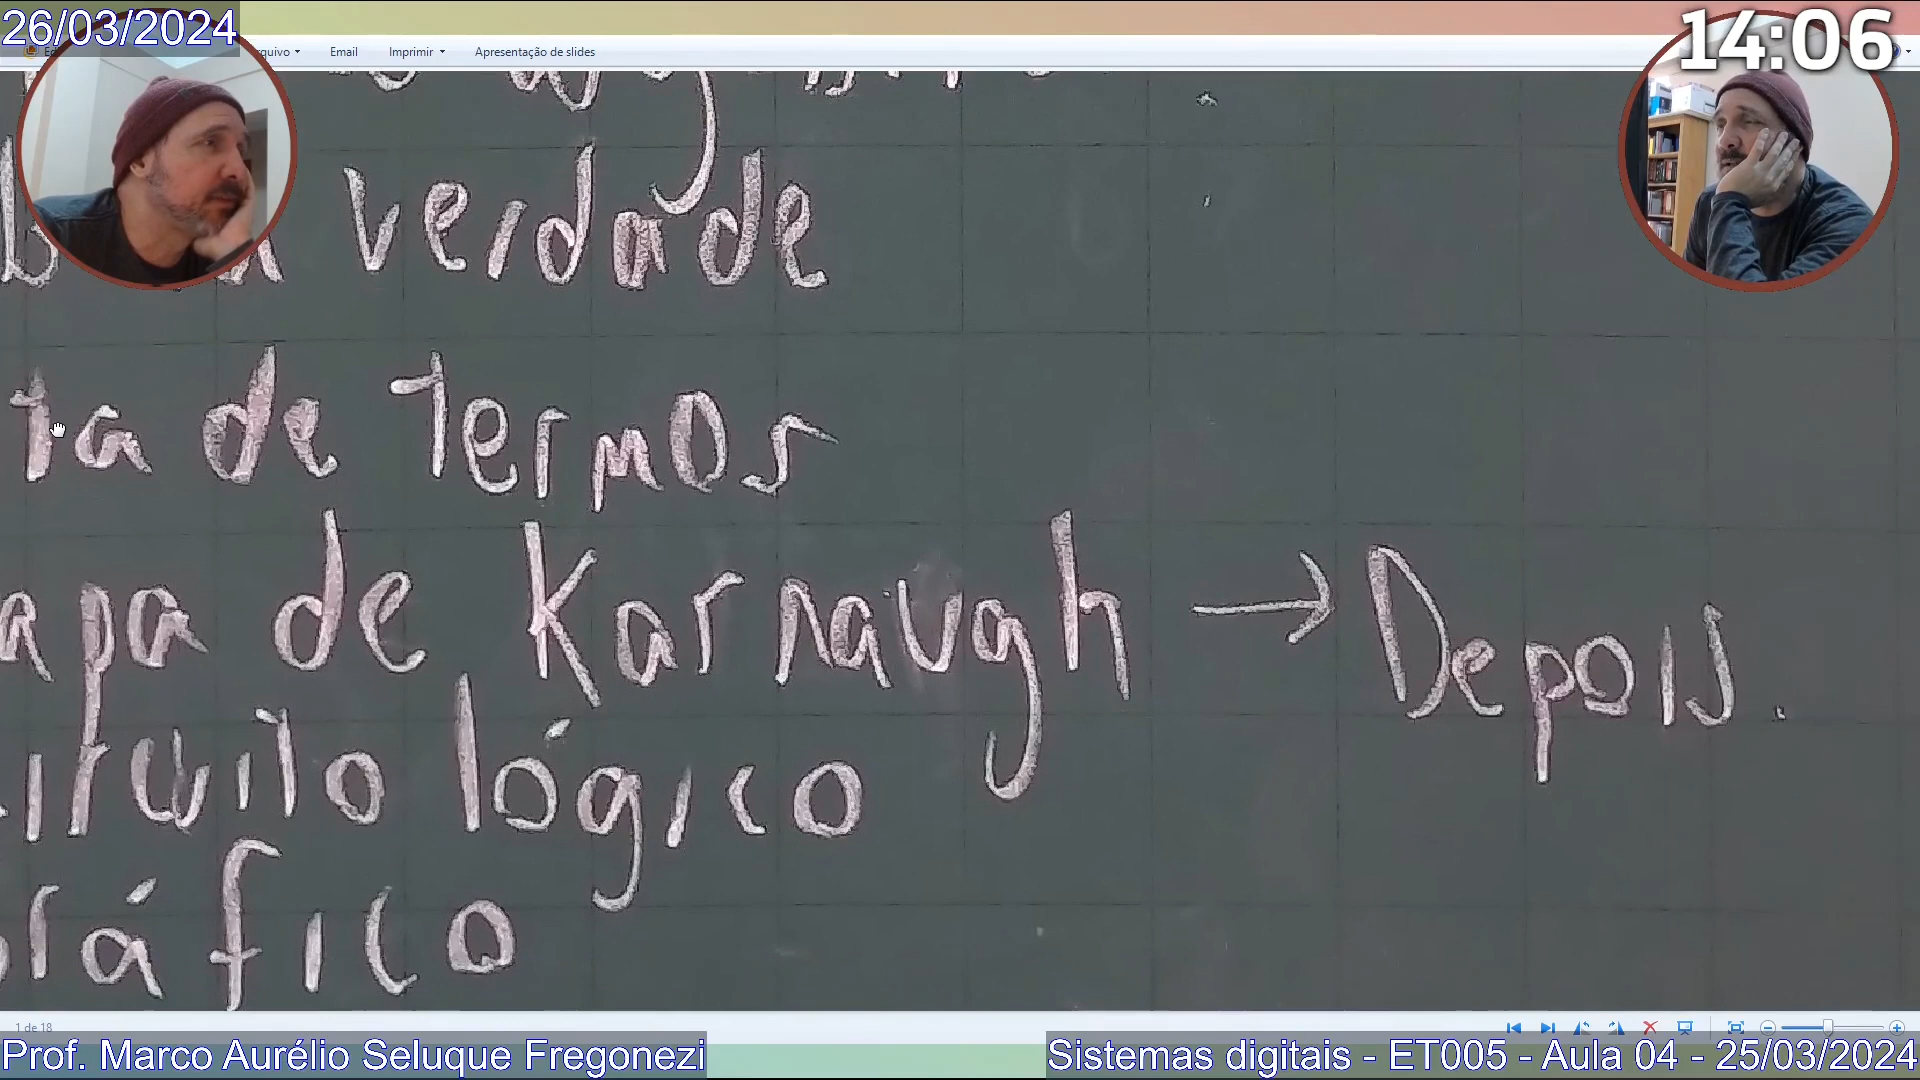 26/03/2024
14:06
Email
Imprimir
Apresentação de slides
verdade
ta de termos
apa de Karnaugh → Depois.
ircuito lógico
ráfico
1 de 18
Prof. Marco Aurélio Seluque Fregonezi
Sistemas digitais - ET005 - Aula 04 - 25/03/2024